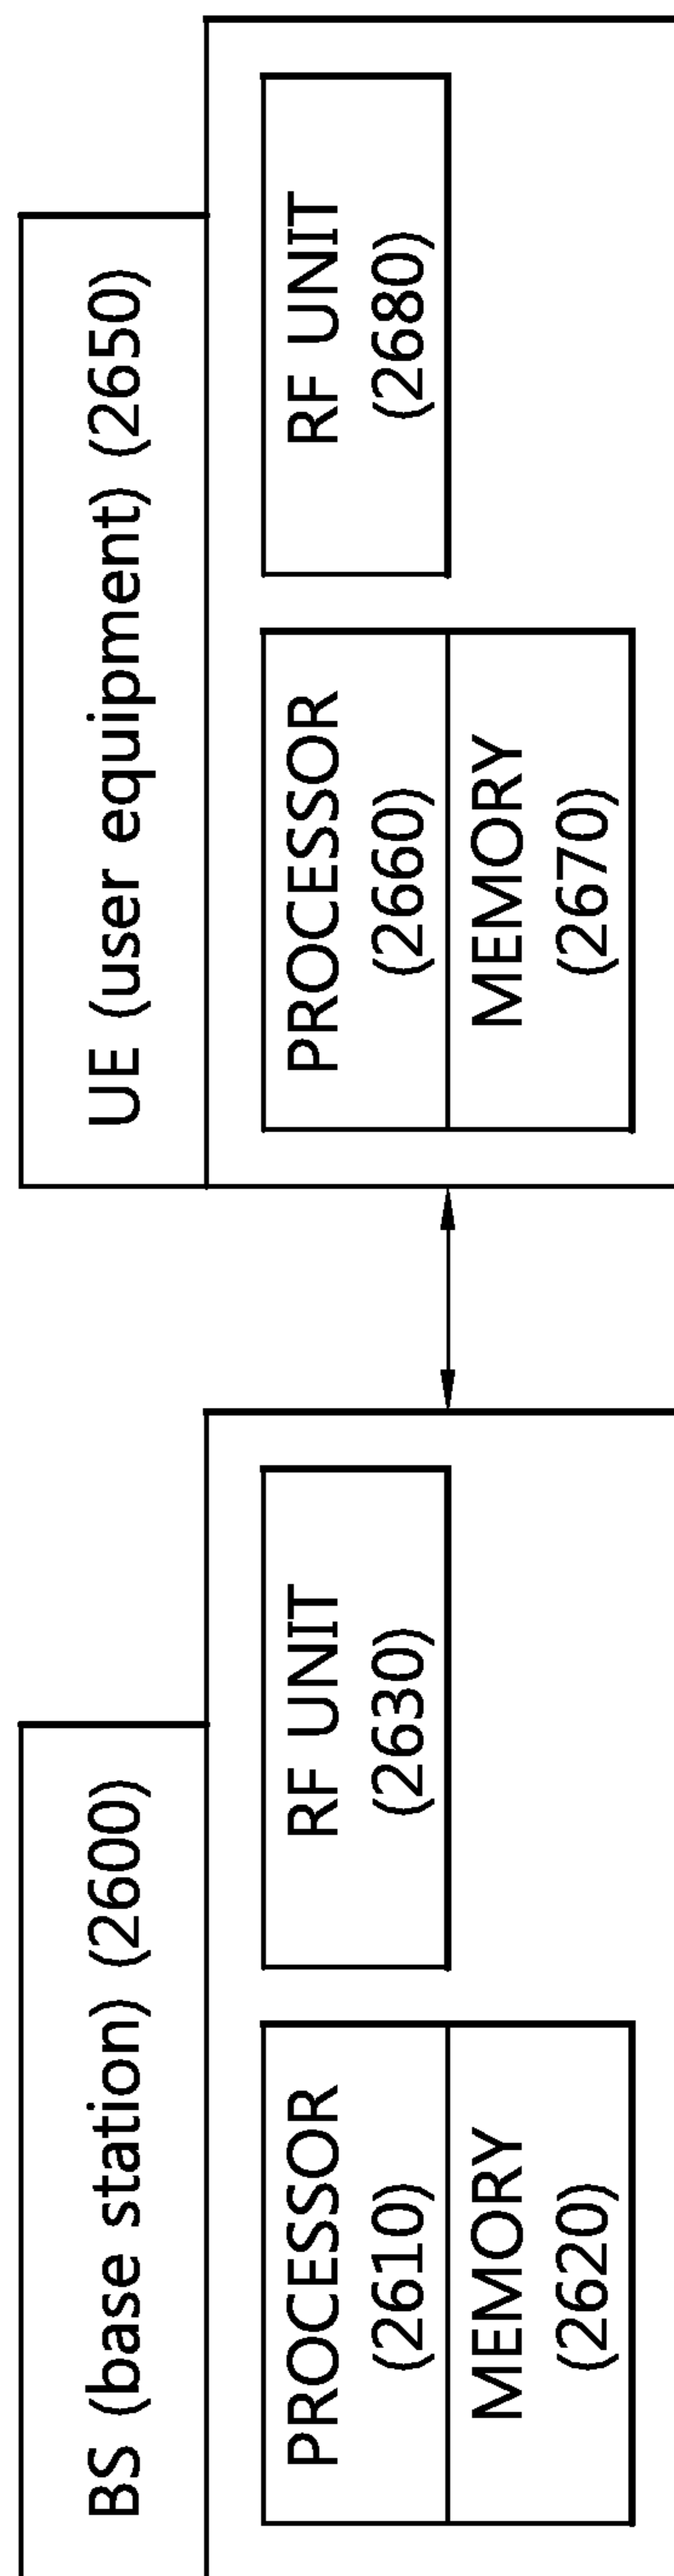 BS (base station) (2600)
PROCESSOR
(2610)
MEMORY
(2620)
RF UNIT
(2630)
UE (user equipment) (2650)
PROCESSOR
(2660)
MEMORY
(2670)
RF UNIT
(2680)